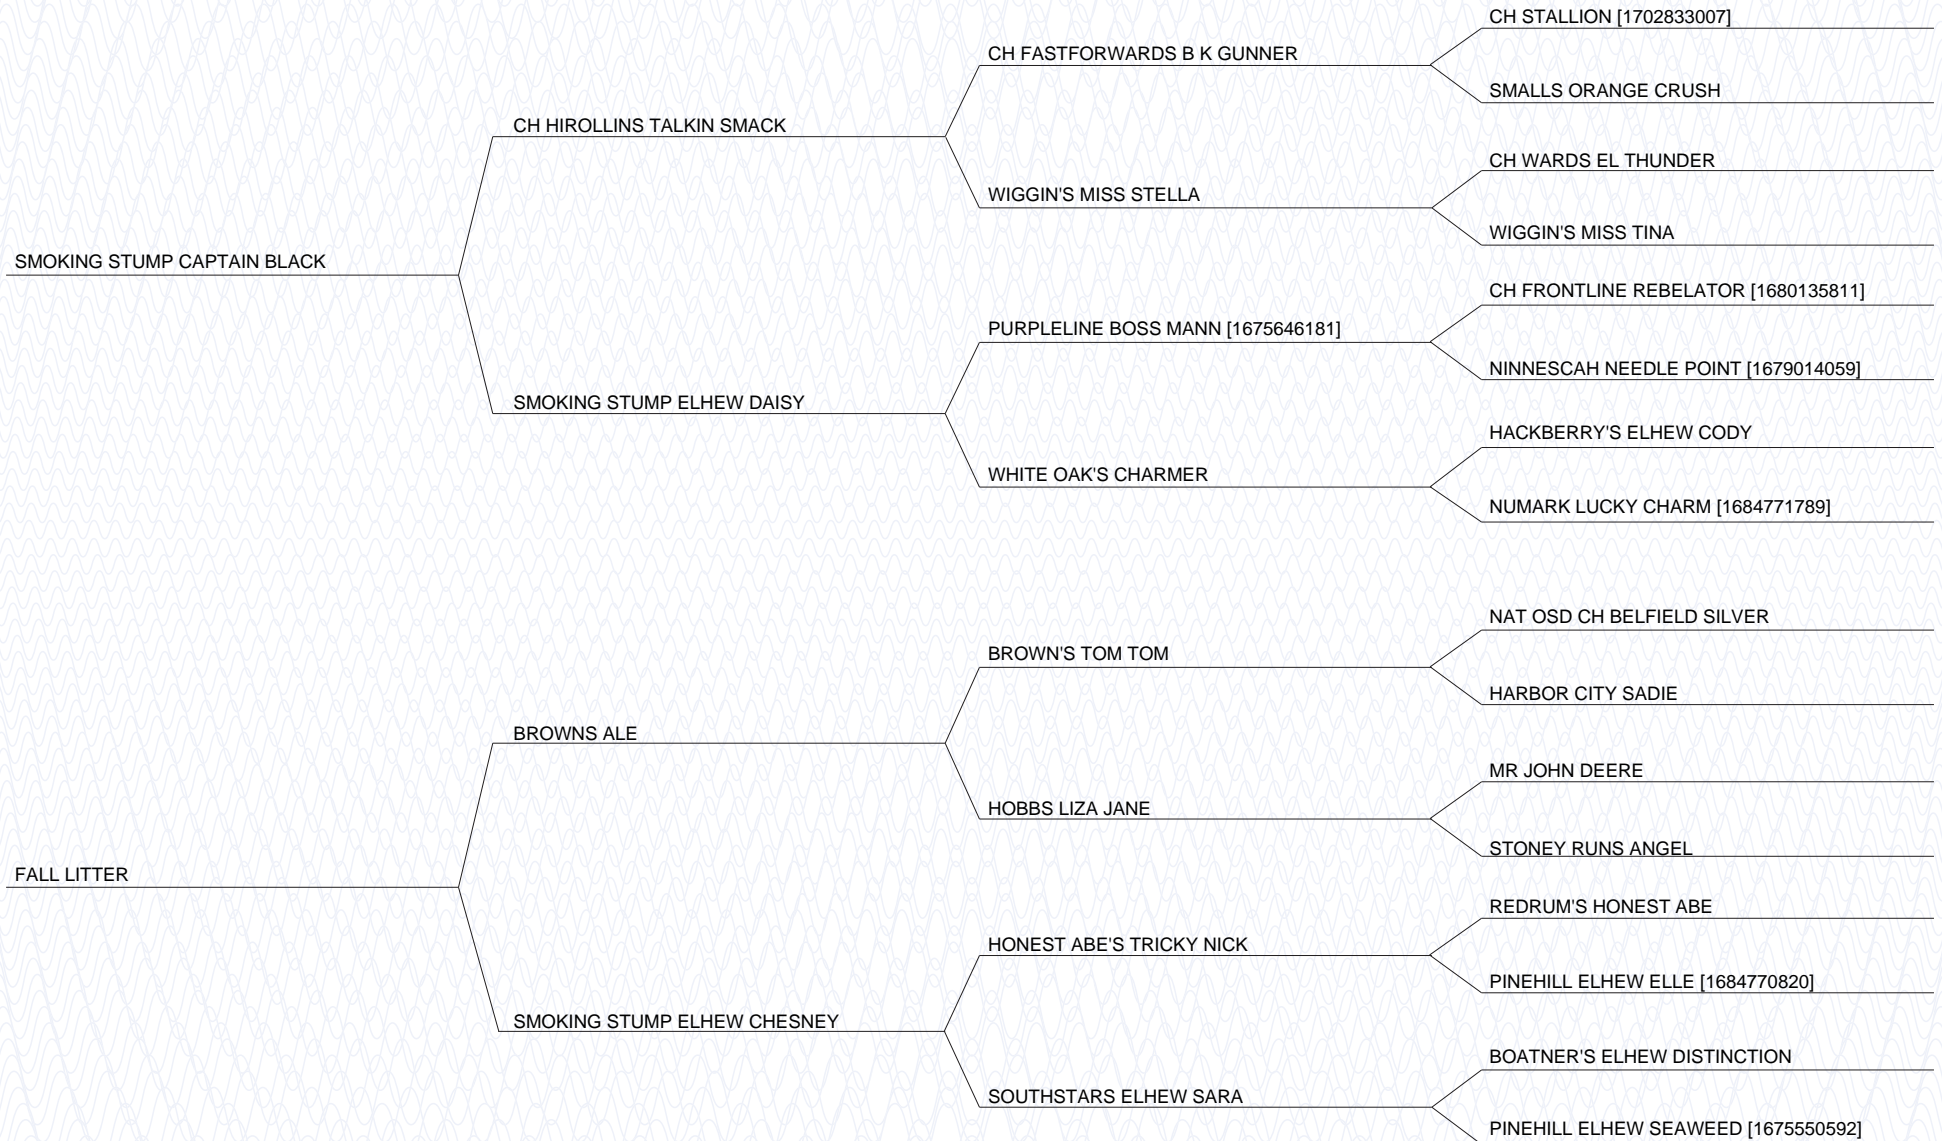 CH STALLION [1702833007]
CH FASTFORWARDS B K GUNNER
SMALLS ORANGE CRUSH
CH HIROLLINS TALKIN SMACK
CH WARDS EL THUNDER
WIGGIN'S MISS STELLA
WIGGIN'S MISS TINA
SMOKING STUMP CAPTAIN BLACK
CH FRONTLINE REBELATOR [1680135811]
PURPLELINE BOSS MANN [1675646181]
NINNESCAH NEEDLE POINT [1679014059]
SMOKING STUMP ELHEW DAISY
HACKBERRY'S ELHEW CODY
WHITE OAK'S CHARMER
NUMARK LUCKY CHARM [1684771789]
NAT OSD CH BELFIELD SILVER
BROWN'S TOM TOM
HARBOR CITY SADIE
BROWNS ALE
MR JOHN DEERE
HOBBS LIZA JANE
STONEY RUNS ANGEL
FALL LITTER
REDRUM'S HONEST ABE
HONEST ABE'S TRICKY NICK
PINEHILL ELHEW ELLE [1684770820]
SMOKING STUMP ELHEW CHESNEY
BOATNER'S ELHEW DISTINCTION
SOUTHSTARS ELHEW SARA
PINEHILL ELHEW SEAWEED [1675550592]